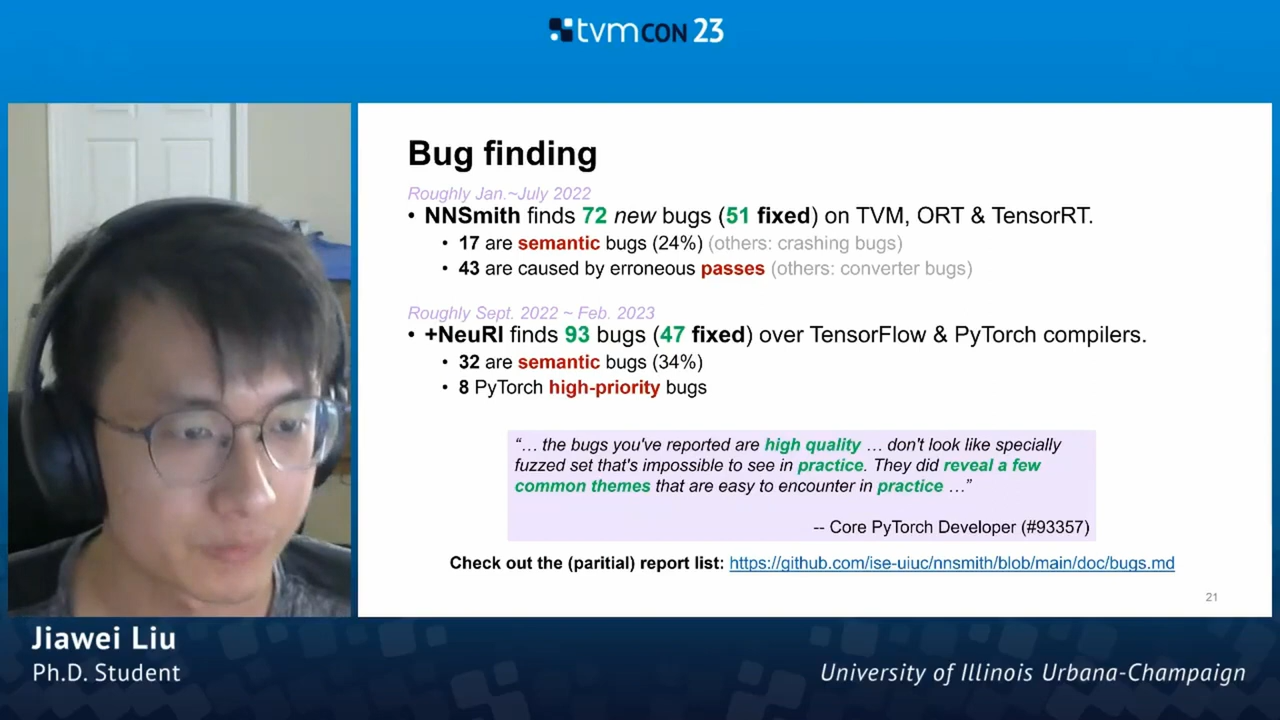 tvmcon 23
Bug finding
Roughly Jan.~July 2022
• NNSmith finds 72 new bugs (51 fixed) on TVM, ORT & TensorRT.
• 17 are semantic bugs (24%) (others: crashing bugs)
• 43 are caused by erroneous passes (others: converter bugs)
Roughly Sept. 2022 ~ Feb. 2023
• +NeuRI finds 93 bugs (47 fixed) over TensorFlow & PyTorch compilers.
• 32 are semantic bugs (34%)
• 8 PyTorch high-priority bugs
“… the bugs you've reported are high quality … don't look like specially
fuzzed set that's impossible to see in practice. They did reveal a few
common themes that are easy to encounter in practice …”
-- Core PyTorch Developer (#93357)
Check out the (paritial) report list: https://github.com/ise-uiuc/nnsmith/blob/main/doc/bugs.md
21
Jiawei Liu
Ph.D. Student
University of Illinois Urbana-Champaign